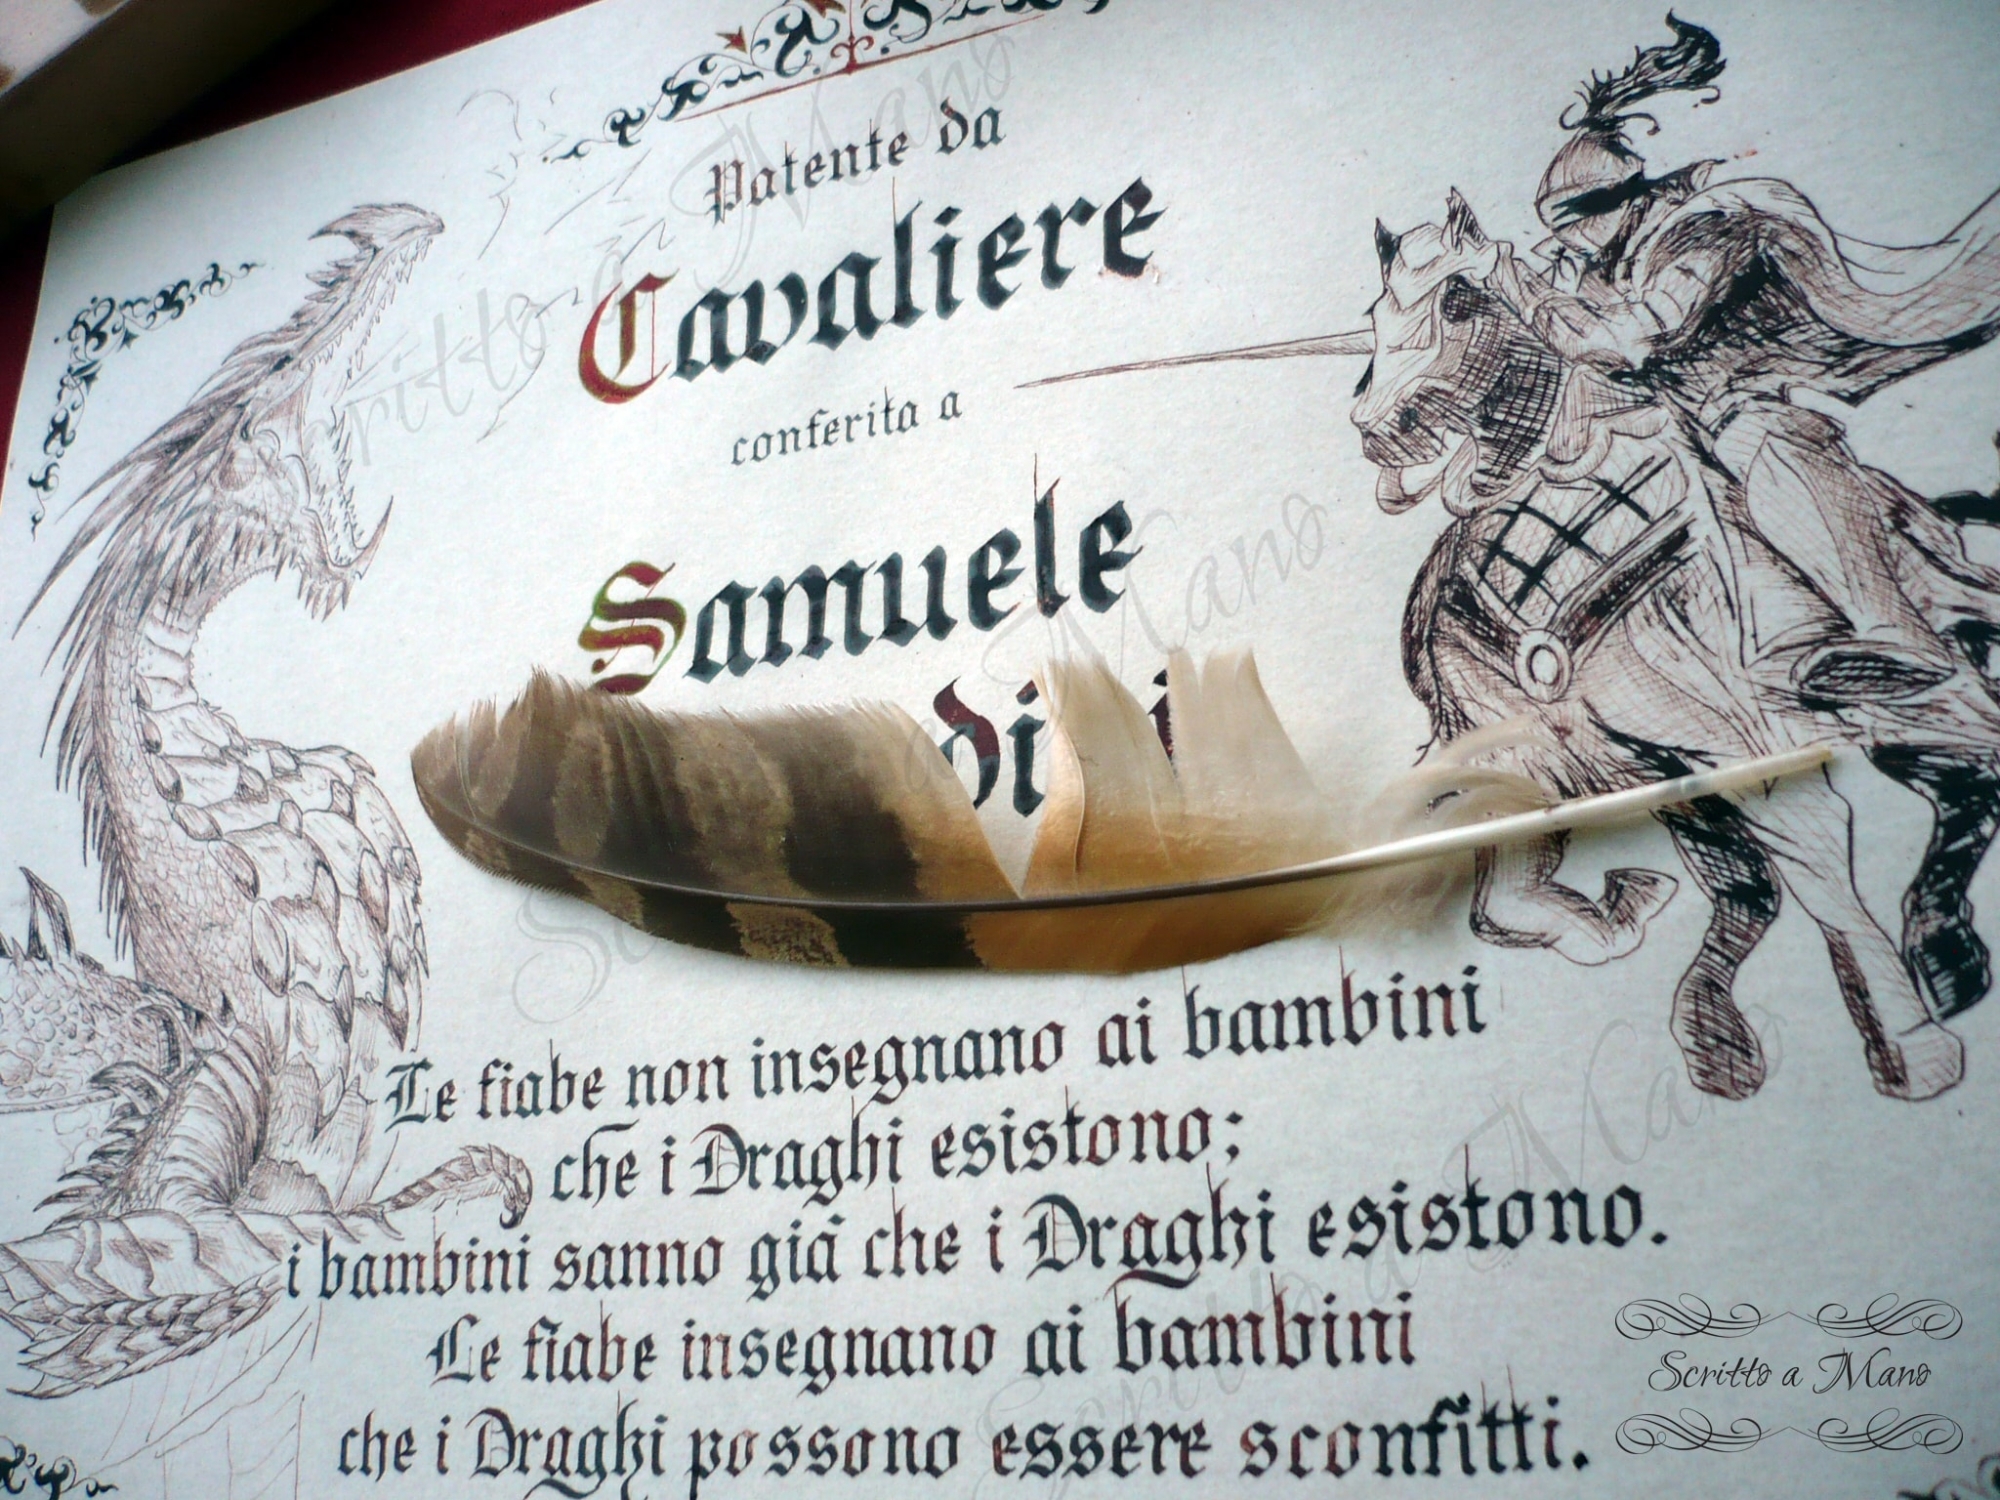 Patente da
Cavaliere
conferita a
Samuele
Le fiabe non insegnano ai bambini
che i Draghi esistono;
i bambini sanno già che i Draghi esistono.
Le fiabe insegnano ai bambini
che i Draghi possono essere sconfitti.
Scritto a Mano